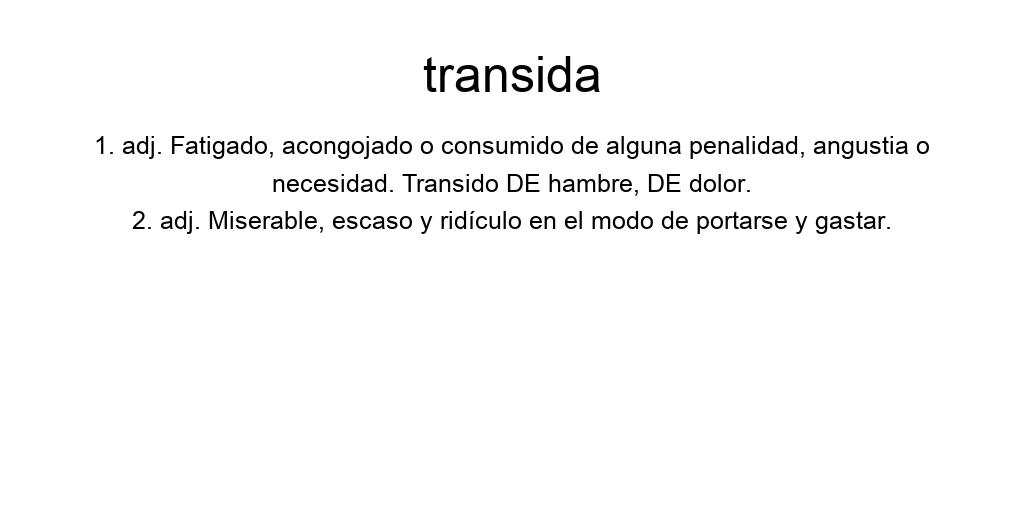 transida
1. adj. Fatigado, acongojado o consumido de alguna penalidad, angustia o
necesidad. Transido DE hambre, DE dolor.
2. adj. Miserable, escaso y ridículo en el modo de portarse y gastar.